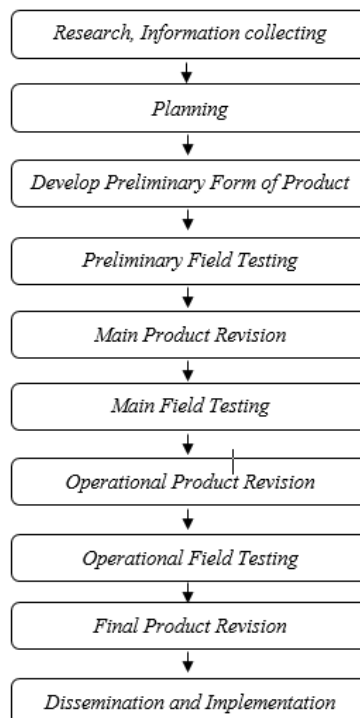 Research, Information collecting
Planning
Develop Preliminary Form of Product
Preliminary Field Testing
Main Product Revision
Main Field Testing
Operational Product Revision
Operational Field Testing
Final Product Revision
Dissemination and Implementation